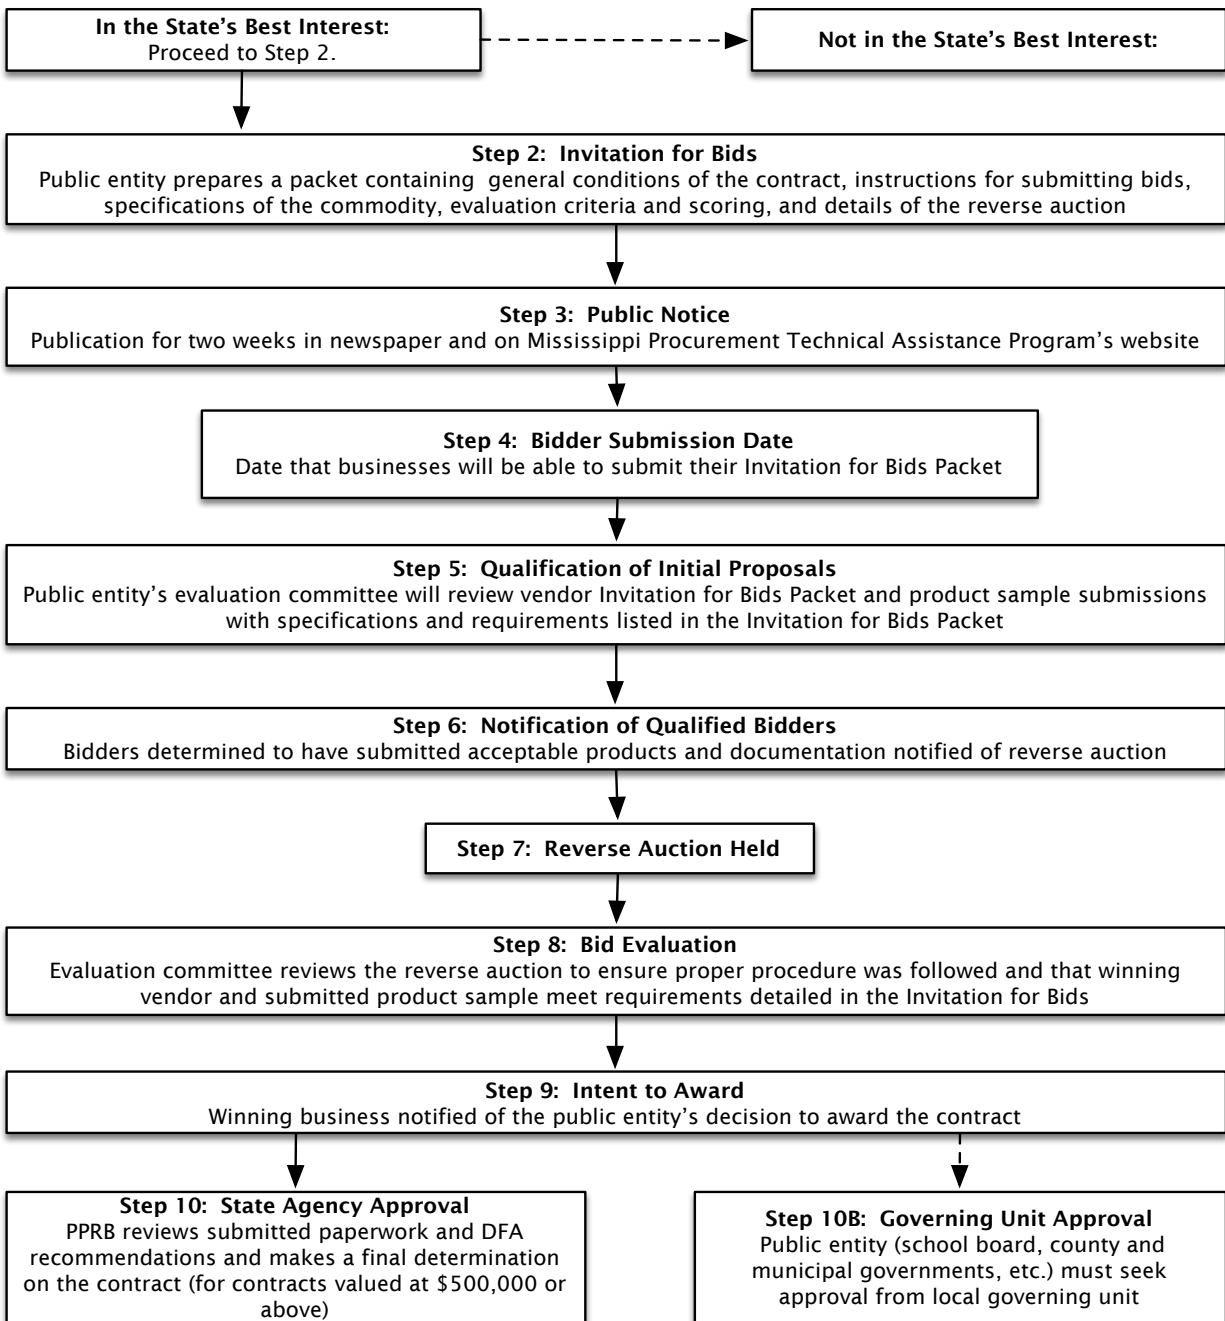 In the State’s Best Interest:
Proceed to Step 2.
Not in the State’s Best Interest:
Step 2:  Invitation for Bids
Public entity prepares a packet containing  general conditions of the contract, instructions for submitting bids,
specifications of the commodity, evaluation criteria and scoring, and details of the reverse auction
Step 3:  Public Notice
Publication for two weeks in newspaper and on Mississippi Procurement Technical Assistance Program’s website
Step 4:  Bidder Submission Date
Date that businesses will be able to submit their Invitation for Bids Packet
Step 5:  Qualification of Initial Proposals
Public entity’s evaluation committee will review vendor Invitation for Bids Packet and product sample submissions
with specifications and requirements listed in the Invitation for Bids Packet
Step 6:  Notification of Qualified Bidders
Bidders determined to have submitted acceptable products and documentation notified of reverse auction
Step 7:  Reverse Auction Held
Step 8:  Bid Evaluation
Evaluation committee reviews the reverse auction to ensure proper procedure was followed and that winning
vendor and submitted product sample meet requirements detailed in the Invitation for Bids
Step 9:  Intent to Award
Winning business notified of the public entity’s decision to award the contract
Step 10:  State Agency Approval
PPRB reviews submitted paperwork and DFA
recommendations and makes a final determination
on the contract (for contracts valued at $500,000 or
above)
Step 10B:  Governing Unit Approval
Public entity (school board, county and
municipal governments, etc.) must seek
approval from local governing unit